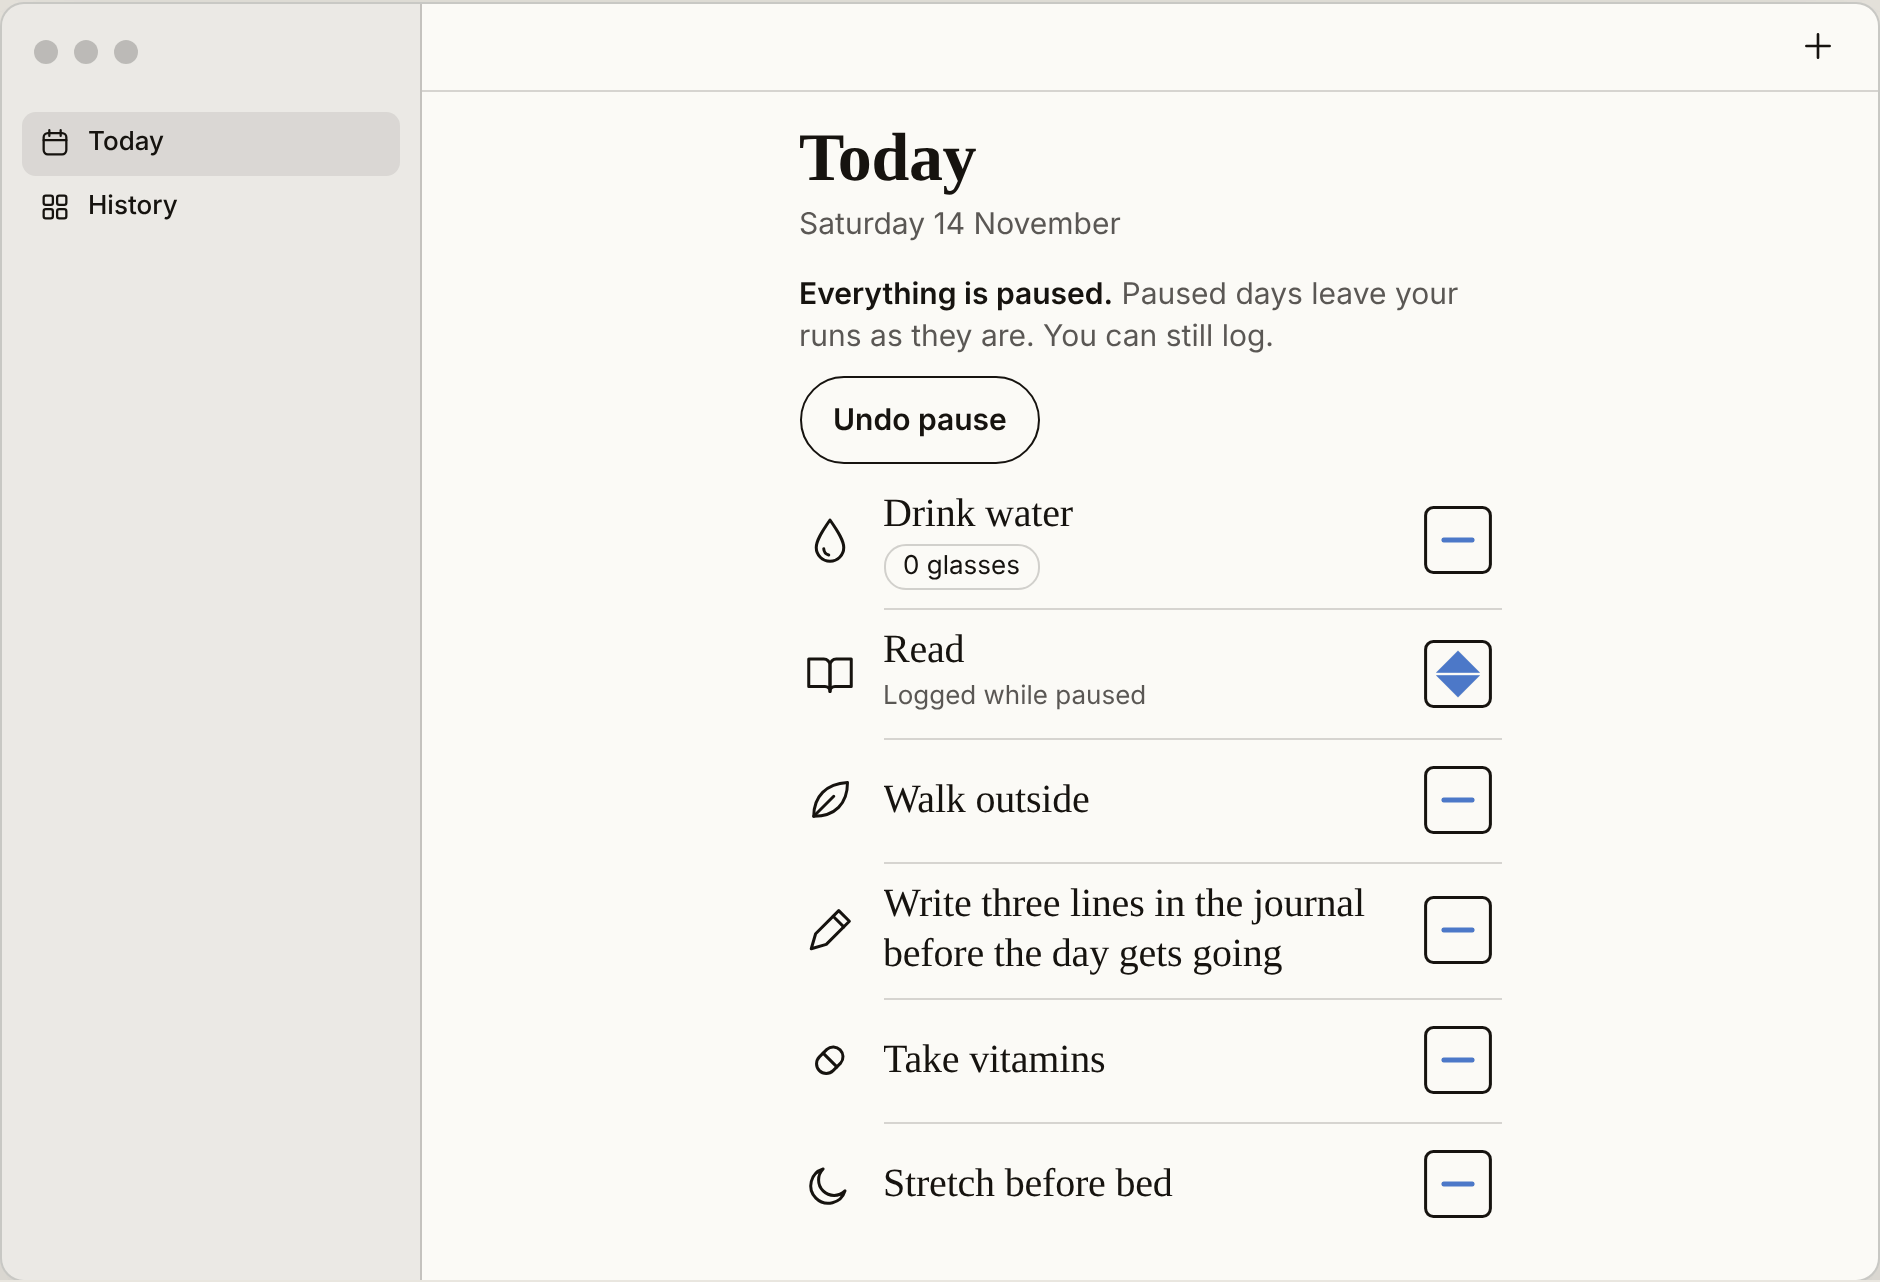 Today
History
Today
Saturday 14 November
Everything is paused. Paused days leave your
runs as they are. You can still log.
Undo pause
Drink water
0 glasses
Read
Logged while paused
Walk outside
Write three lines in the journal
before the day gets going
Take vitamins
Stretch before bed